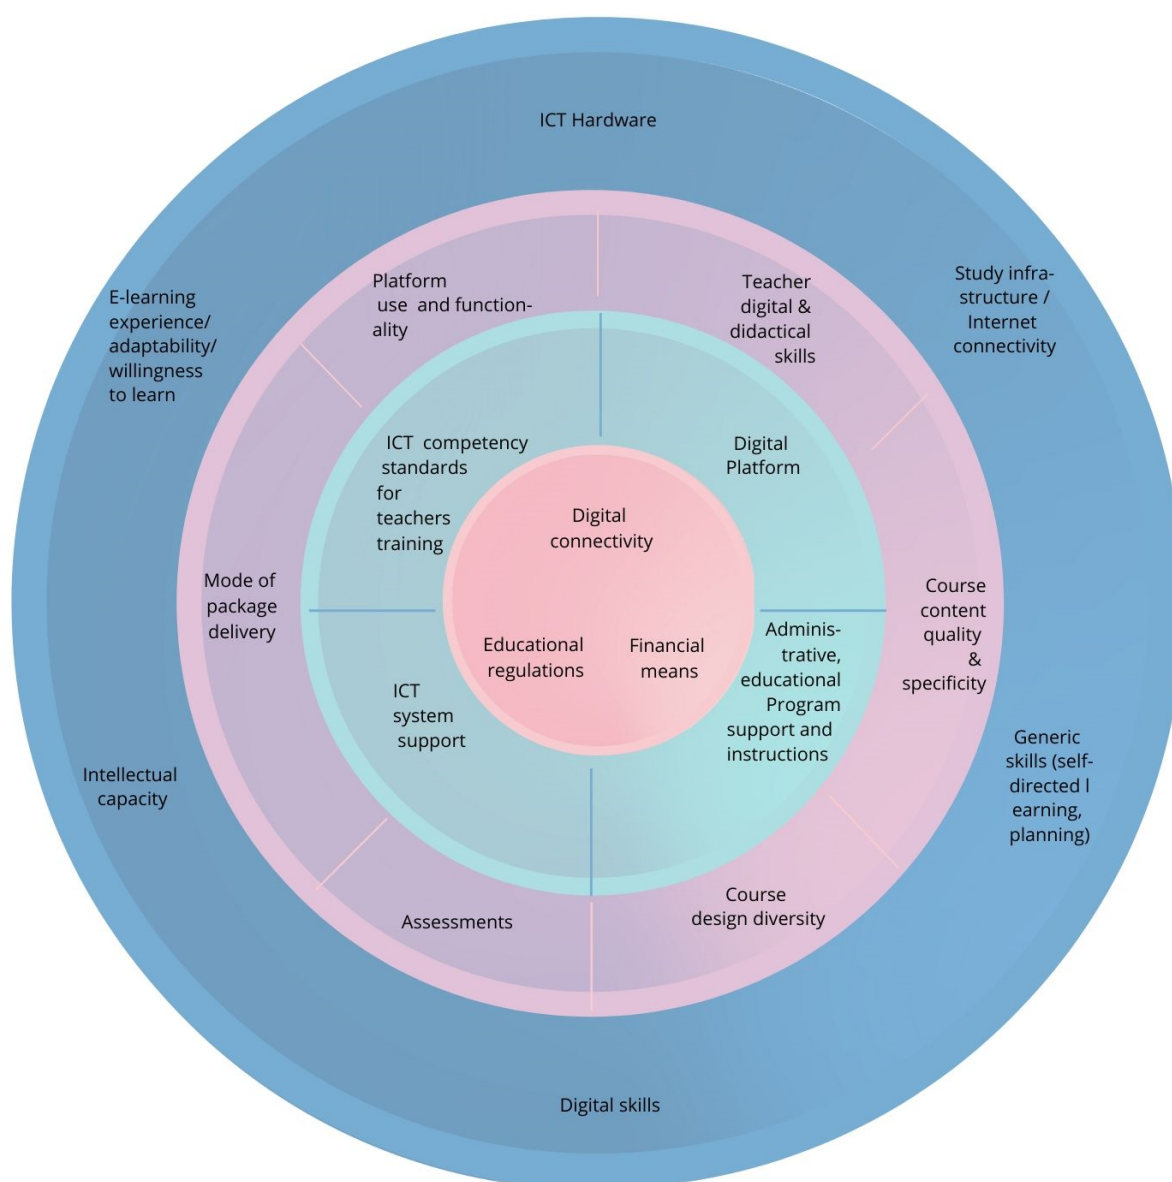 ICT Hardware
E-learning
experience/
adaptability/
willingness
to learn
Platform
use and function-
ality
Teacher
digital &
didactical
skills
Study infra-
structure /
Internet
connectivity
ICT competency
standards
for
teachers
training
Digital
Platform
Digital
connectivity
Mode of
package
delivery
Educational
regulations
Financial
means
Adminis-
trative,
educational
Program
support and
instructions
Course
content
quality
&
specificity
ICT
system
support
Intellectual
capacity
Generic
skills (self-
directed l
earning,
planning)
Assessments
Course
design diversity
Digital skills